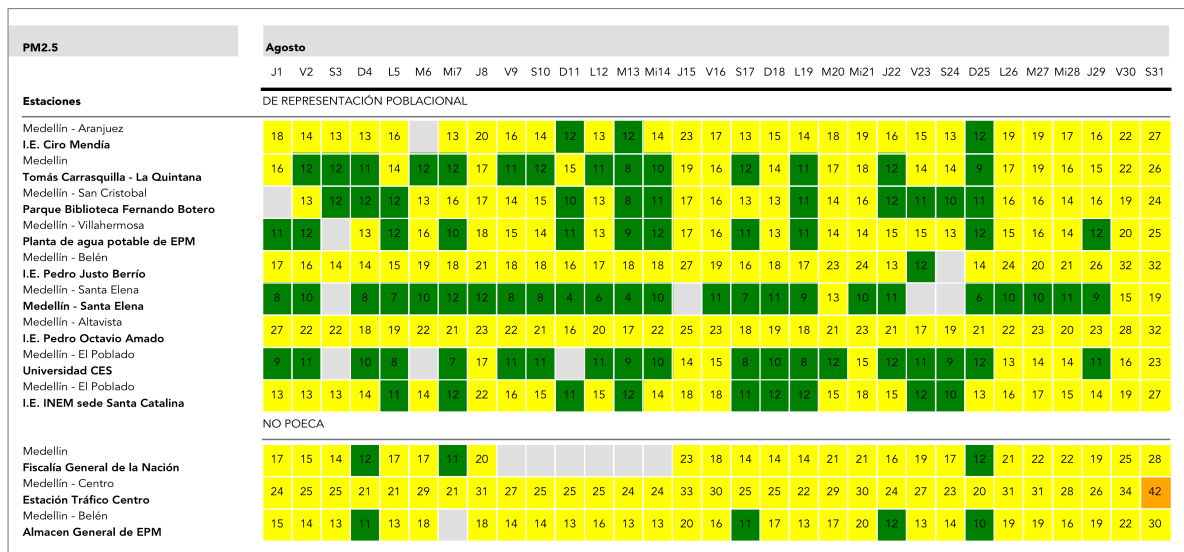 PM2.5 Agosto
J1 V2 S3 D4 L5 M6 Mi7 J8 V9 S10 D11 L12 M13 Mi14 J15 V16 S17 D18 L19 M20 Mi21 J22 V23 S24 D25 L26 M27 Mi28 J29 V30 S31
Estaciones DE REPRESENTACIÓN POBLACIONAL
Medellín - Aranjuez
I.E. Ciro Mendía
18 14 13 13 16 13 20 16 14 12 13 12 14 23 17 13 15 14 18 19 16 15 13 12 19 19 17 16 22 27
Medellin
Tomás Carrasquilla - La Quintana
16 12 12 11 14 12 12 17 11 12 15 11 8 10 19 16 12 14 11 17 18 12 14 14 9 17 19 16 15 22 26
Medellín - San Cristobal
Parque Biblioteca Fernando Botero
13 12 12 12 13 16 17 14 15 10 13 8 11 17 16 13 13 11 14 16 12 11 10 11 16 16 14 16 19 24
Medellín - Villahermosa
Planta de agua potable de EPM
11 12 13 12 16 10 18 15 14 11 13 9 12 17 15 11 13 11 14 14 15 15 13 12 15 16 14 12 20 25
Medellín - Belén
I.E. Pedro Justo Berrío
17 16 14 14 15 19 18 21 18 18 16 17 18 18 27 19 16 18 17 23 24 13 12 14 24 20 21 26 32 32
Medellín - Santa Elena
Medellín - Santa Elena
8 10 8 7 10 12 12 8 8 4 6 4 10 11 7 11 9 13 10 11 6 10 10 11 9 15 19
Medellín - Altavista
I.E. Pedro Octavio Amado
27 22 22 18 19 22 21 23 22 21 16 20 17 22 25 23 18 19 18 21 23 21 17 19 21 22 23 20 23 28 32
Medellín - El Poblado
Universidad CES
9 11 10 8 7 17 11 11 11 9 10 14 15 8 10 8 12 15 12 11 9 12 13 14 14 11 16 23
Medellín - El Poblado
I.E. INEM sede Santa Catalina
13 13 13 14 11 14 12 22 16 15 11 15 12 14 18 18 11 12 12 15 18 15 12 10 13 16 17 15 14 19 27
NO POECA
Medellin
Fiscalía General de la Nación
17 15 14 12 17 17 11 20 23 18 14 14 14 21 21 16 19 17 12 21 22 22 19 25 28
Medellín - Centro
Estación Tráfico Centro
24 25 25 21 21 29 21 31 27 25 25 25 24 24 33 30 25 25 22 29 30 24 27 23 20 31 31 28 26 34 42
Medellin - Belén
Almacen General de EPM
15 14 13 11 13 18 18 14 14 13 16 13 13 20 16 11 17 13 17 20 12 13 14 10 19 19 16 19 22 30